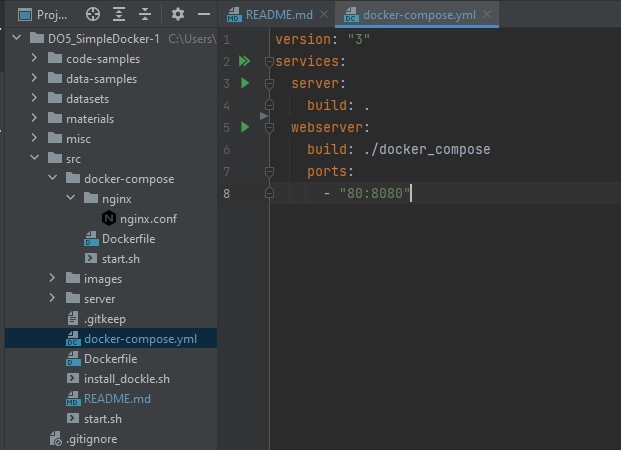 Proj...
README.md
docker-compose.yml
DO5_SimpleDocker-1 C:\Users\
code-samples
data-samples
datasets
materials
misc
src
docker-compose
nginx
nginx.conf
Dockerfile
start.sh
images
server
.gitkeep
docker-compose.yml
Dockerfile
install_dockle.sh
README.md
start.sh
.gitignore
1 version: "3"
2 services:
3 server:
4 build: .
5 webserver:
6 build: ./docker_compose
7 ports:
8 - "80:8080"